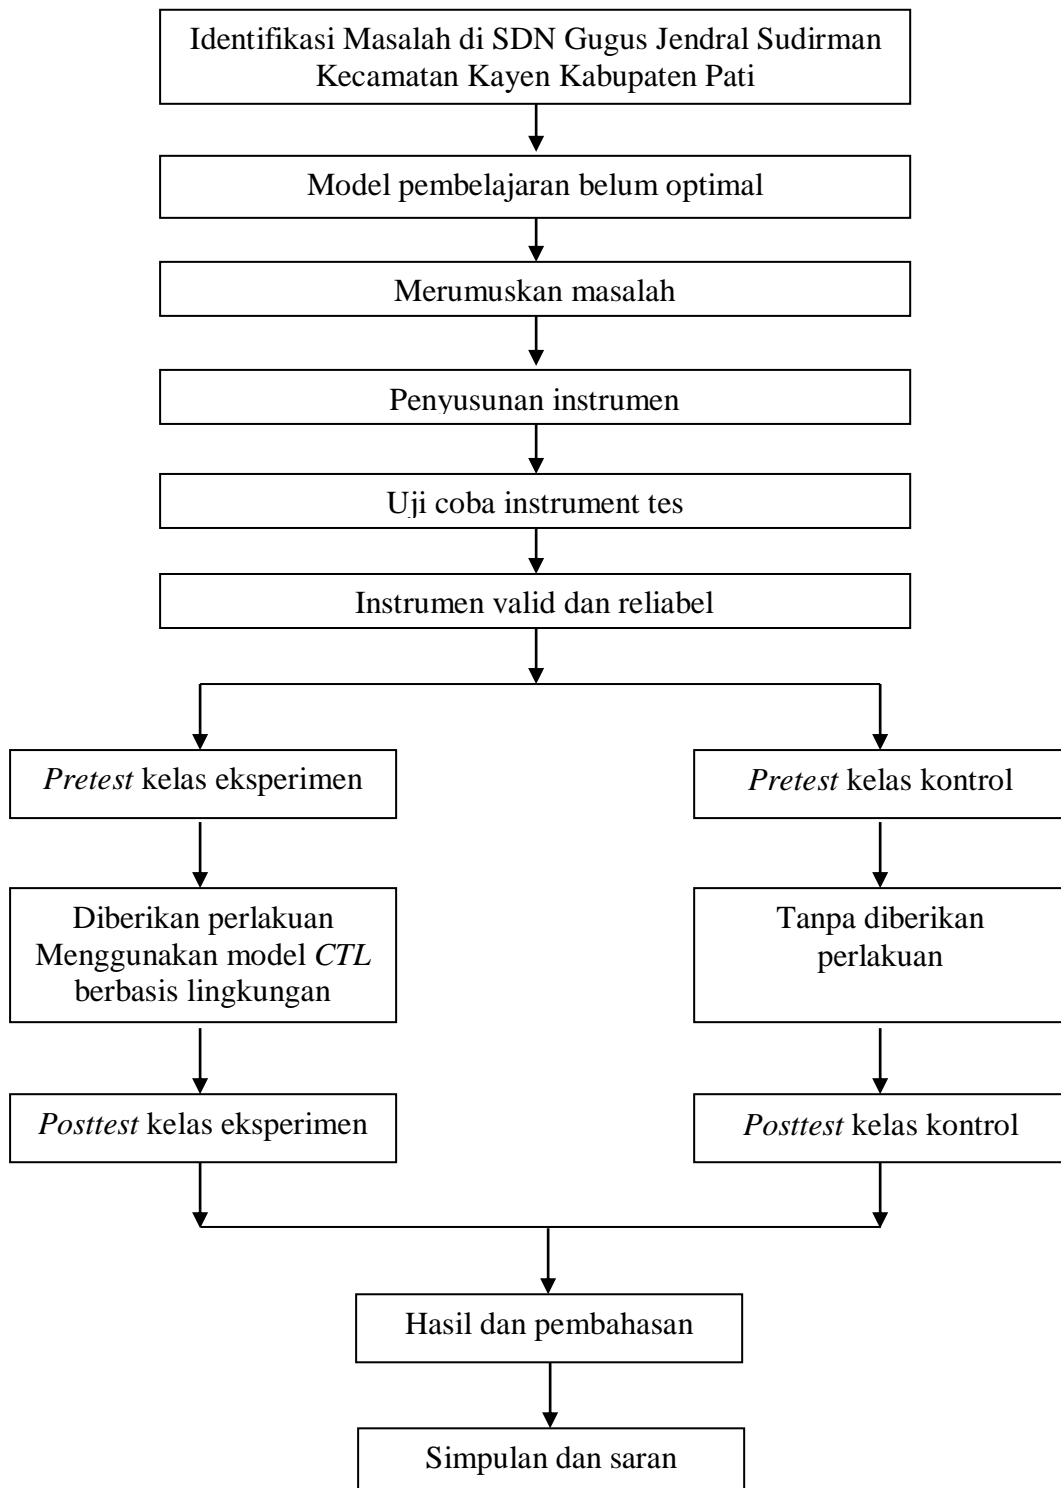 Identifikasi Masalah di SDN Gugus Jendral Sudirman
Kecamatan Kayen Kabupaten Pati
Model pembelajaran belum optimal
Merumuskan masalah
Penyusunan instrumen
Uji coba instrument tes
Instrumen valid dan reliabel
Pretest kelas eksperimen
Pretest kelas kontrol
Diberikan perlakuan
Menggunakan model CTL
berbasis lingkungan
Tanpa diberikan
perlakuan
Posttest kelas eksperimen
Posttest kelas kontrol
Hasil dan pembahasan
Simpulan dan saran